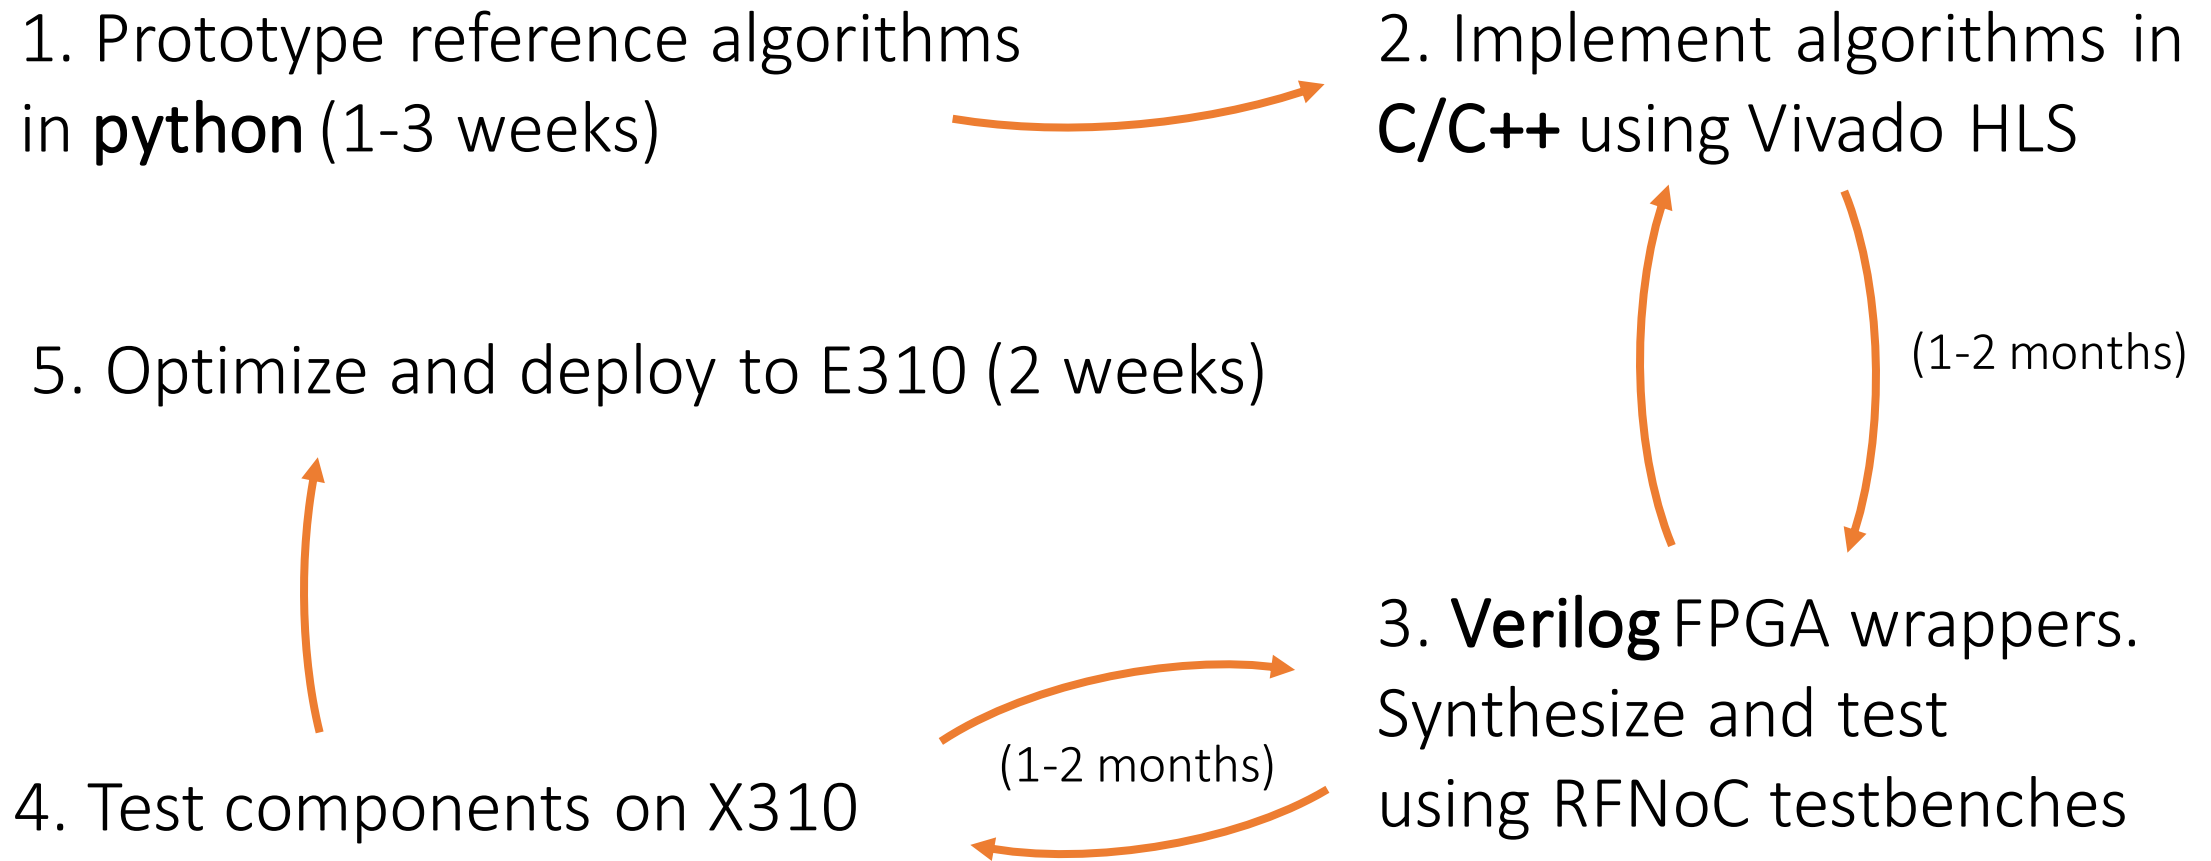 1. Prototype reference algorithms
in python (1-3 weeks)
2. Implement algorithms in
C/C++ using Vivado HLS
(1-2 months)
3. Verilog FPGA wrappers.
Synthesize and test
using RFNoC testbenches
(1-2 months)
4. Test components on X310
5. Optimize and deploy to E310 (2 weeks)